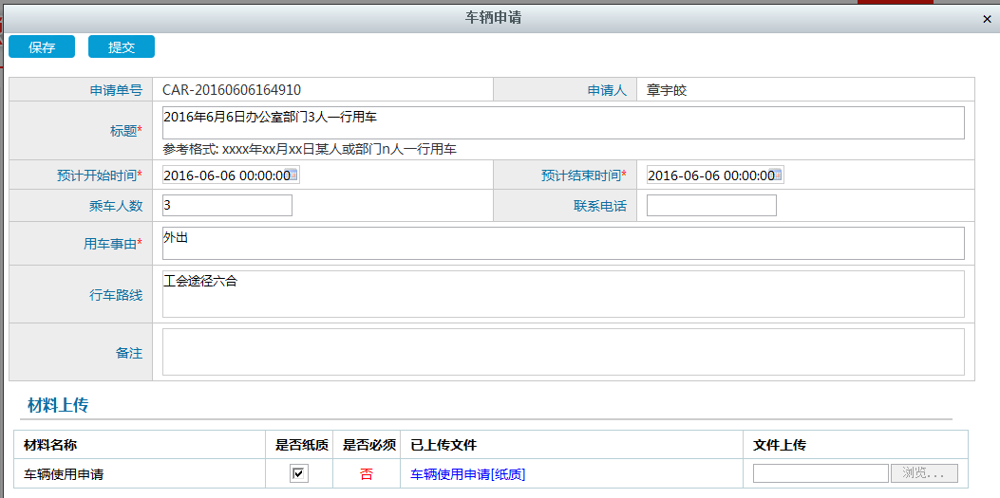 车辆申请
保存 提交
申请单号 CAR-20160606164910 申请人 章宇皎
标题* 2016年6月6日办公室部门3人一行用车
参考格式: xxxx年xx月xx日某人或部门n人一行用车
预计开始时间* 2016-06-06 00:00:00 预计结束时间* 2016-06-06 00:00:00
乘车人数 3 联系电话
用车事由* 外出
行车路线 工会途径六合
备注
材料上传
材料名称 是否纸质 是否必须 已上传文件 文件上传
车辆使用申请 否 车辆使用申请[纸质] 浏览...